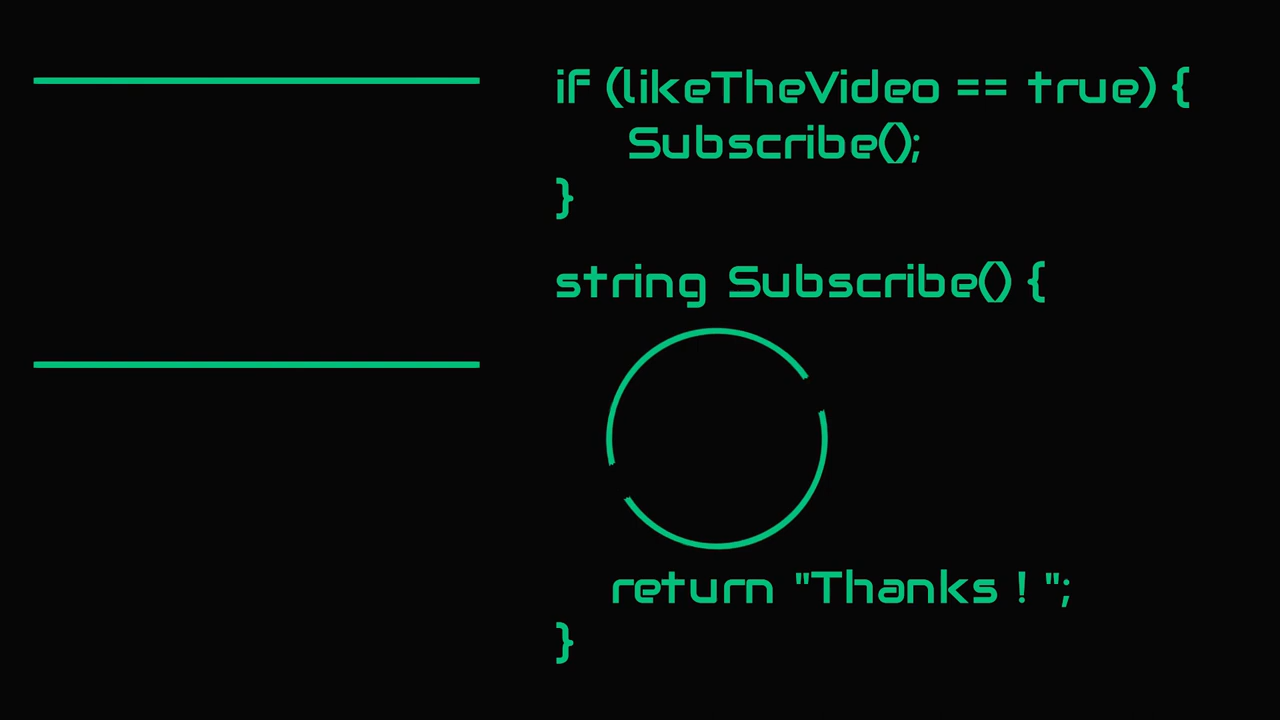 if (likeTheVideo == true) {
Subscribe();
}
string Subscribe() {
return "Thanks ! ";
}